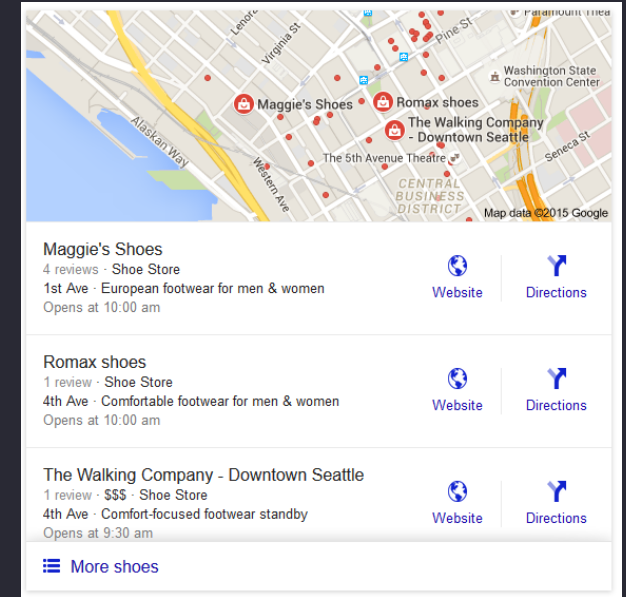 Paramount Thea
Lenora
Virginia St
Pine St
Washington State
Convention Center
Maggie's Shoes
Romax shoes
The Walking Company
- Downtown Seattle
Alaskan Way
Seneca St
The 5th Avenue Theatre
Western Ave
CENTRAL
BUSINESS
DISTRICT
Map data ©2015 Google
Maggie's Shoes
4 reviews · Shoe Store
1st Ave · European footwear for men & women
Opens at 10:00 am
Website
Directions
Romax shoes
1 review · Shoe Store
4th Ave · Comfortable footwear for men & women
Opens at 10:00 am
Website
Directions
The Walking Company - Downtown Seattle
1 review · $$$ · Shoe Store
4th Ave · Comfort-focused footwear standby
Opens at 9:30 am
Website
Directions
More shoes